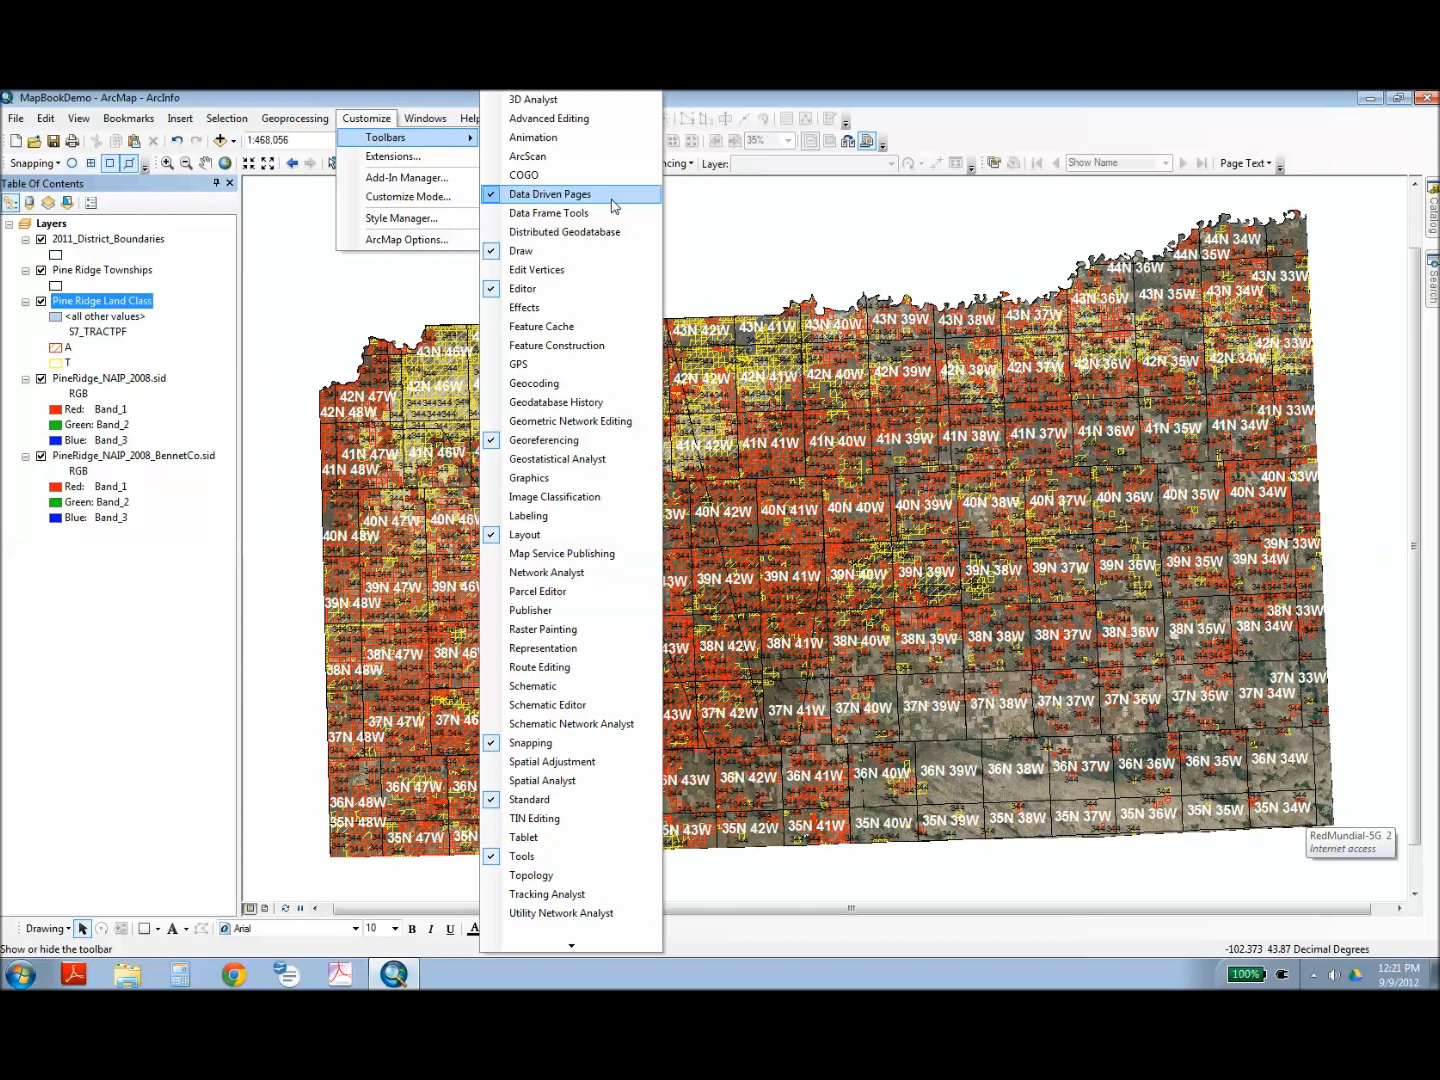 MapBookDemo - ArcMap - ArcInfo
File Edit View Bookmarks Insert Selection Geoprocessing Customize Windows Help
1:468,056
35%
Snapping
Layer:
Show Name
Page Text
Table Of Contents
Layers
2011_District_Boundaries
Pine Ridge Townships
Pine Ridge Land Class
<all other values>
S7_TRACTPF
A
T
PineRidge_NAIP_2008.sid
RGB
Red: Band_1
Green: Band_2
Blue: Band_3
PineRidge_NAIP_2008_BennetCo.sid
RGB
Red: Band_1
Green: Band_2
Blue: Band_3
Toolbars
Extensions...
Add-In Manager...
Customize Mode...
Style Manager...
ArcMap Options...
3D Analyst
Advanced Editing
Animation
ArcScan
COGO
Data Driven Pages
Data Frame Tools
Distributed Geodatabase
Draw
Edit Vertices
Editor
Effects
Feature Cache
Feature Construction
GPS
Geocoding
Geodatabase History
Geometric Network Editing
Georeferencing
Geostatistical Analyst
Graphics
Image Classification
Labeling
Layout
Map Service Publishing
Network Analyst
Parcel Editor
Publisher
Raster Painting
Representation
Route Editing
Schematic
Schematic Editor
Schematic Network Analyst
Snapping
Spatial Adjustment
Spatial Analyst
Standard
TIN Editing
Tablet
Tools
Topology
Tracking Analyst
Utility Network Analyst
44N 34W
44N 36W 44N 35W
43N 46W 43N 42W 43N 41W 43N 40W 43N 39W 43N 38W 43N 37W 43N 36W 43N 35W 43N 34W 43N 33W
42N 48W 42N 47W 42N 46W 42N 42W 42N 41W 42N 40W 42N 39W 42N 38W 42N 37W 42N 36W 42N 35W 42N 34W 42N 33W
41N 48W 41N 47W 41N 46W 41N 42W 41N 41W 41N 40W 41N 39W 41N 38W 41N 37W 41N 36W 41N 35W 41N 34W 41N 33W
40N 48W 40N 47W 40N 46W 40N 42W 40N 41W 40N 40W 40N 39W 40N 38W 40N 37W 40N 36W 40N 35W 40N 34W 40N 33W
39N 48W 39N 47W 39N 46W 39N 42W 39N 41W 39N 40W 39N 39W 39N 38W 39N 37W 39N 36W 39N 35W 39N 34W 39N 33W
38N 48W 38N 47W 38N 46W 38N 42W 38N 41W 38N 40W 38N 39W 38N 38W 38N 37W 38N 36W 38N 35W 38N 34W 38N 33W
37N 48W 37N 47W 37N 46W 37N 42W 37N 41W 37N 40W 37N 39W 37N 38W 37N 37W 37N 36W 37N 35W 37N 34W 37N 33W
36N 48W 36N 47W 36N 43W 36N 42W 36N 41W 36N 40W 36N 39W 36N 38W 36N 37W 36N 36W 36N 35W 36N 34W
35N 48W 35N 47W 35N 43W 35N 42W 35N 41W 35N 40W 35N 39W 35N 38W 35N 37W 35N 36W 35N 35W 35N 34W
RedMundial-5G 2
Internet access
Catalog
Search
Drawing A Arial 10 B I U A
Show or hide the toolbar
-102.373 43.87 Decimal Degrees
100%
12:21 PM
9/9/2012